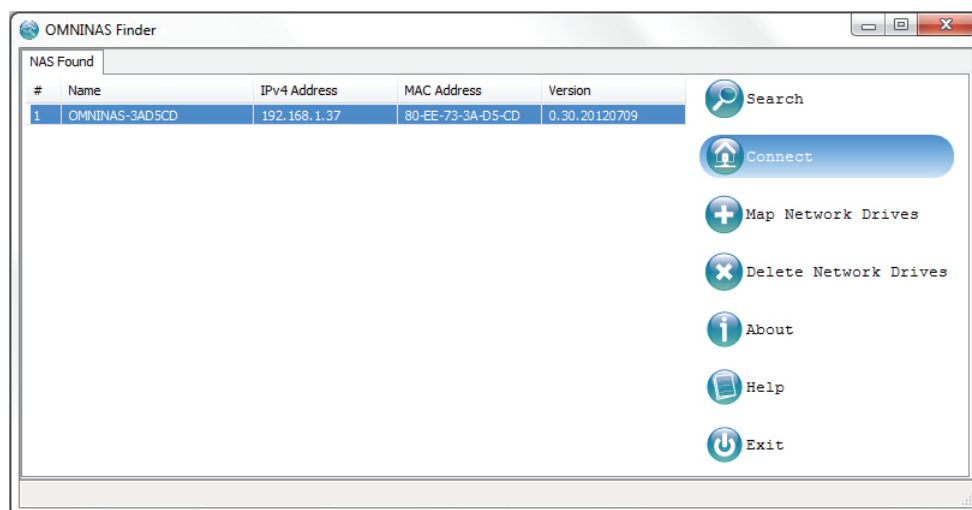 OMNINAS Finder
NAS Found
# Name IPv4 Address MAC Address Version
1 OMNINAS-3AD5CD 192.168.1.37 80-EE-73-3A-D5-CD 0.30.20120709
Search
Connect
Map Network Drives
Delete Network Drives
About
Help
Exit